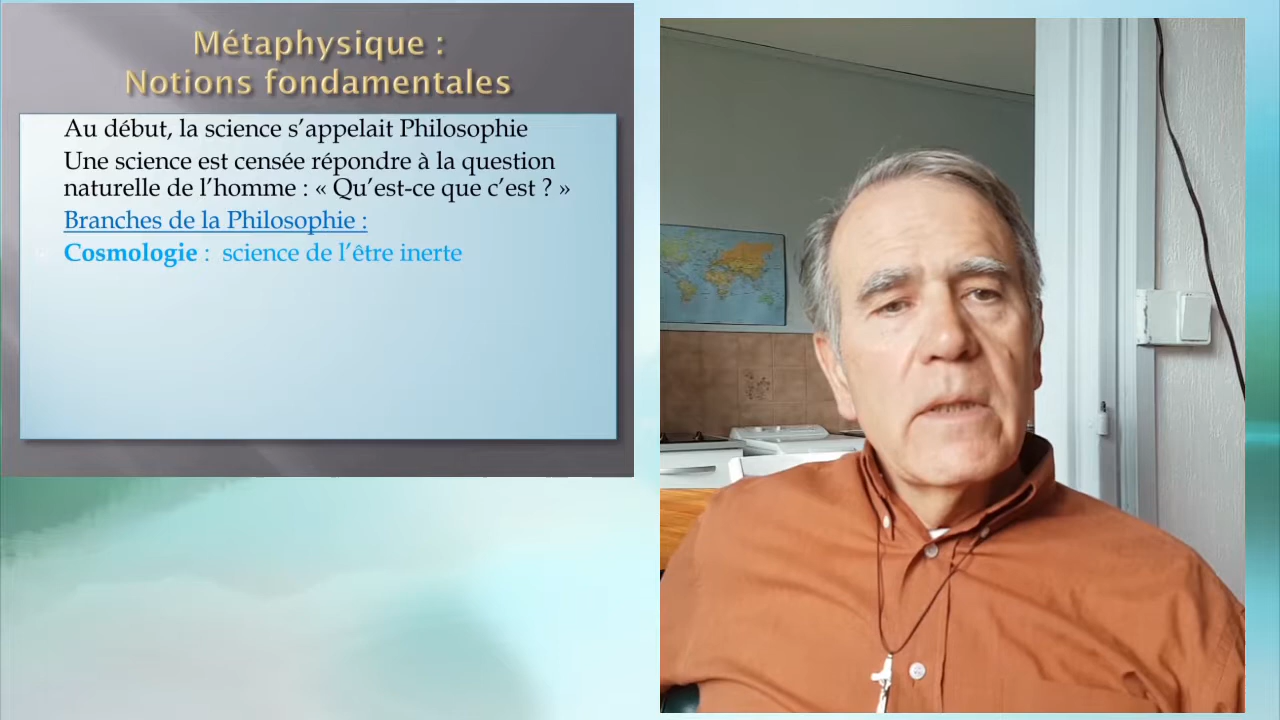 Métaphysique :
Notions fondamentales
Au début, la science s’appelait Philosophie
Une science est censée répondre à la question
naturelle de l’homme : « Qu’est-ce que c’est ? »
Branches de la Philosophie :
Cosmologie : science de l’être inerte